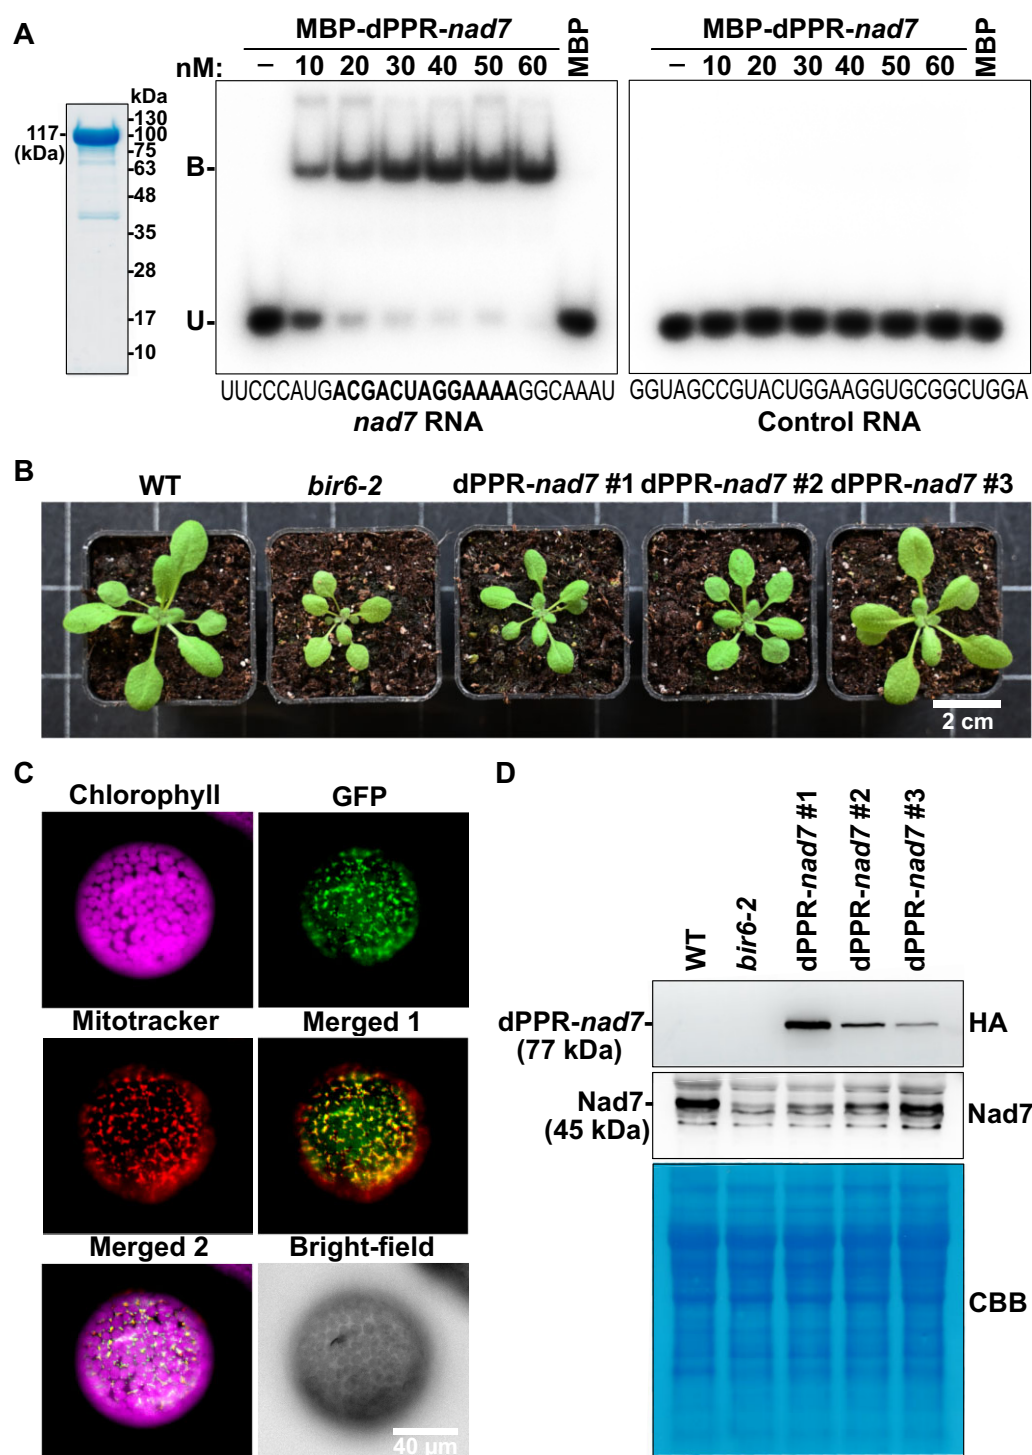 A
MBP-dPPR-nad7
MBP
nM: – 10 20 30 40 50 60
MBP-dPPR-nad7
MBP
– 10 20 30 40 50 60
kDa
117-
(kDa)
-130
-100
-75
-63
-48
-35
-28
-17
-10
B-
U-
UUCCCAUGACGACUAGGAAAAGGCAAAU
nad7 RNA
GGUAGCCGUACUGGAAGGUGCGGCUGGA
Control RNA
B
WT bir6-2 dPPR-nad7 #1 dPPR-nad7 #2 dPPR-nad7 #3
2 cm
C
Chlorophyll GFP
Mitotracker Merged 1
Merged 2 Bright-field
40 µm
D
WT
bir6-2
dPPR-nad7 #1
dPPR-nad7 #2
dPPR-nad7 #3
dPPR-nad7-
(77 kDa)
HA
Nad7-
(45 kDa)
Nad7
CBB